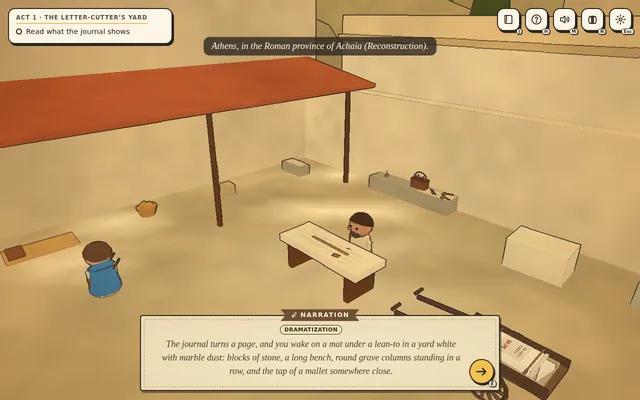 ACT 1 · THE LETTER-CUTTER'S YARD
Read what the journal shows
Athens, in the Roman province of Achaia (Reconstruction).
NARRATION
DRAMATIZATION
The journal turns a page, and you wake on a mat under a lean-to in a yard white
with marble dust: blocks of stone, a long bench, round grave columns standing in a
row, and the tap of a mallet somewhere close.
Esc
E